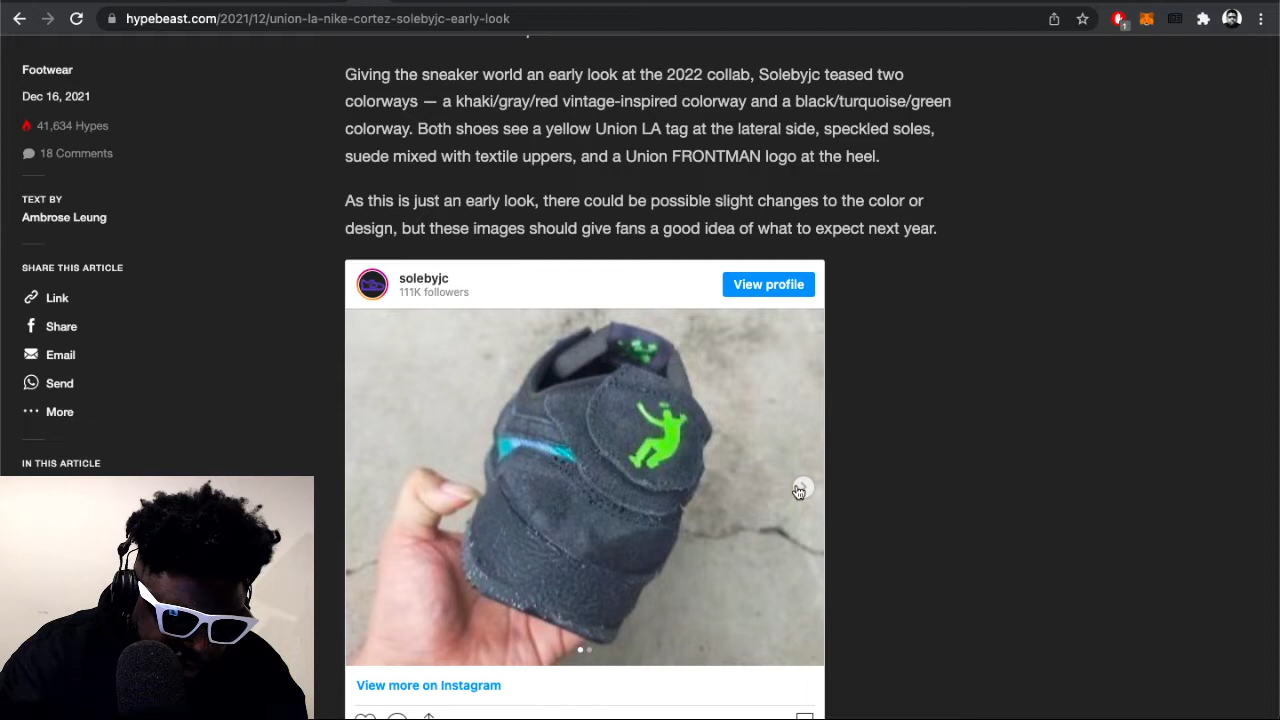 hypebeast.com/2021/12/union-la-nike-cortez-solebyjc-early-look
1
Footwear
Dec 16, 2021
41,634 Hypes
18 Comments
TEXT BY
Ambrose Leung
SHARE THIS ARTICLE
Link
Share
Email
Send
More
IN THIS ARTICLE
Giving the sneaker world an early look at the 2022 collab, Solebyjc teased two
colorways — a khaki/gray/red vintage-inspired colorway and a black/turquoise/green
colorway. Both shoes see a yellow Union LA tag at the lateral side, speckled soles,
suede mixed with textile uppers, and a Union FRONTMAN logo at the heel.
As this is just an early look, there could be possible slight changes to the color or
design, but these images should give fans a good idea of what to expect next year.
solebyjc
111K followers
View profile
View more on Instagram